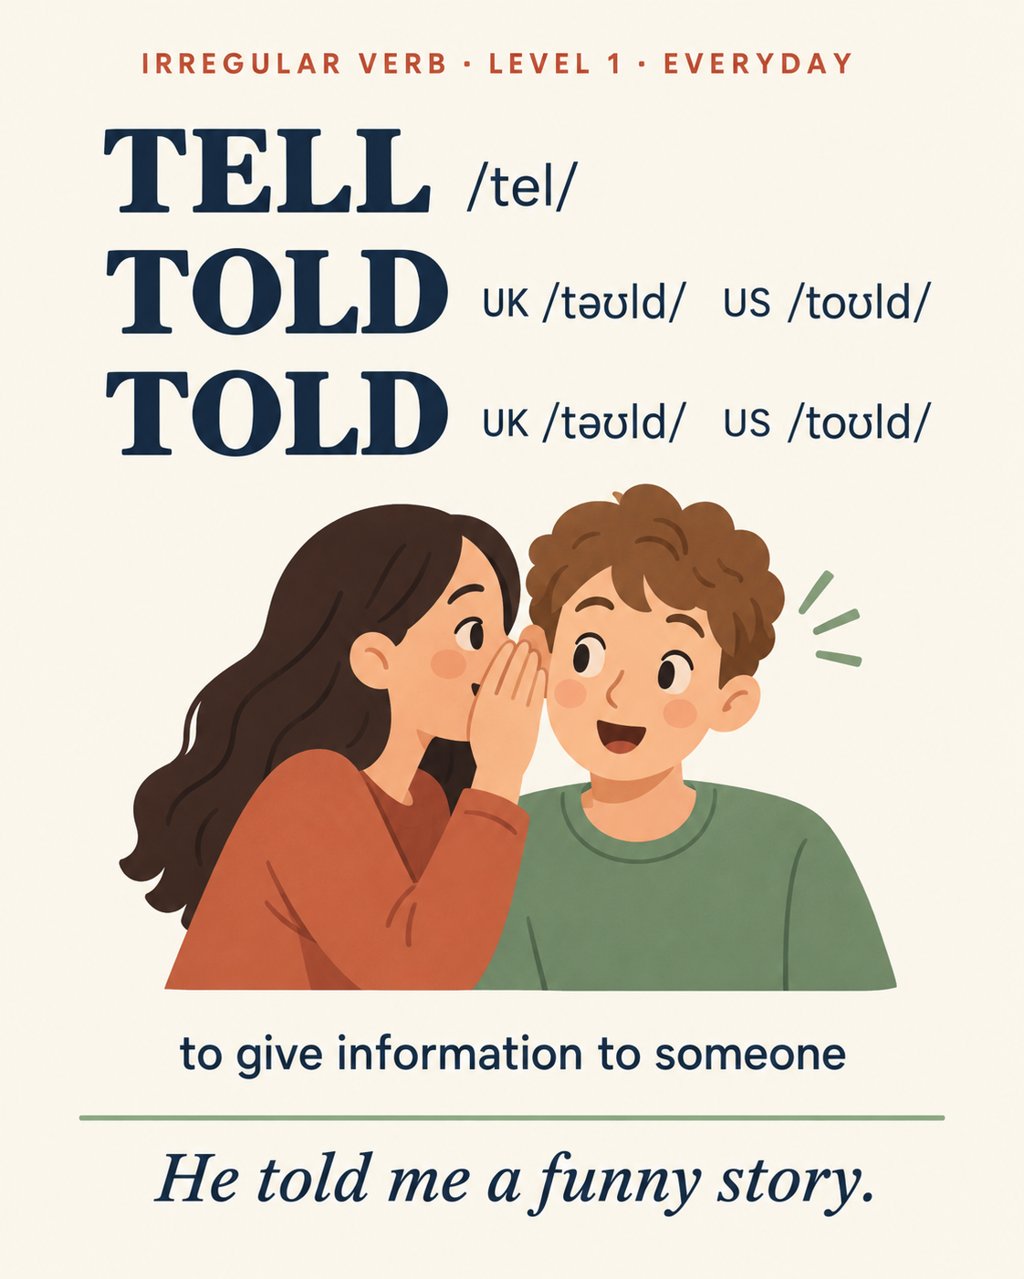 IRREGULAR VERB · LEVEL 1 · EVERYDAY
TELL /tel/
TOLD UK /təʊld/ US /toʊld/
TOLD UK /təʊld/ US /toʊld/
to give information to someone
He told me a funny story.